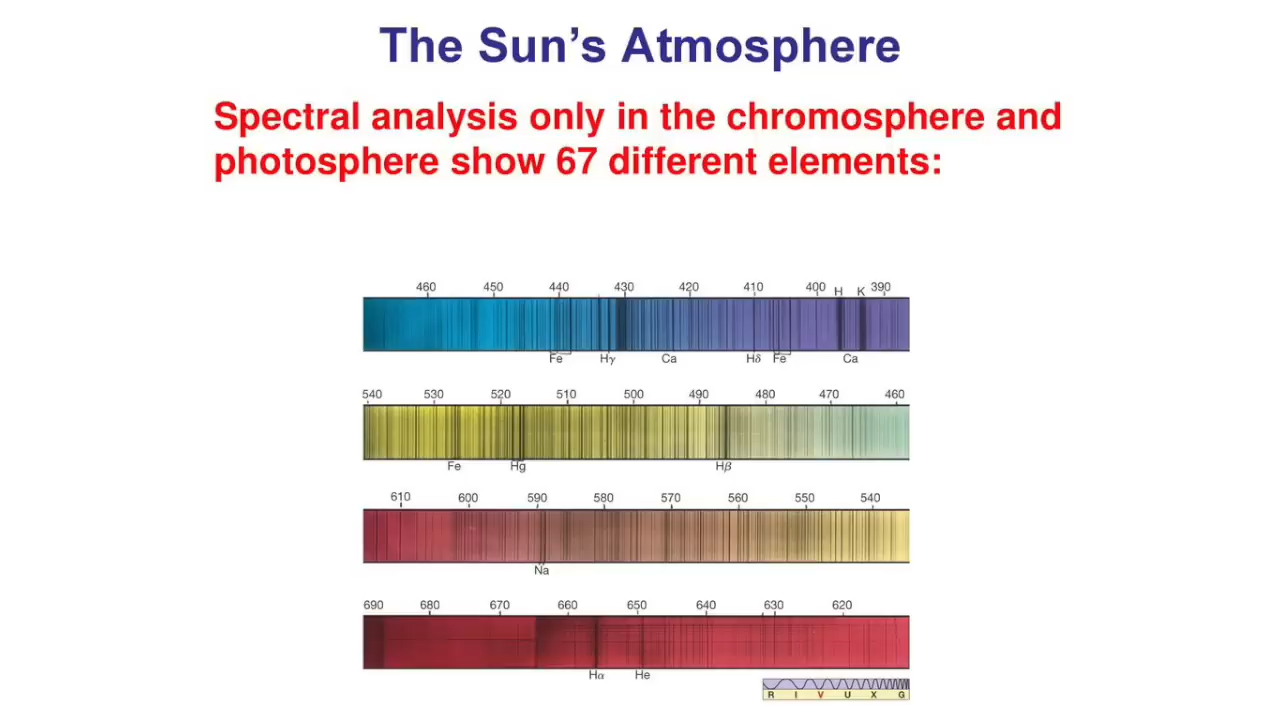 The Sun's Atmosphere
Spectral analysis only in the chromosphere and
photosphere show 67 different elements:
460 450 440 430 420 410 400 H K 390
Fe Hγ Ca Hδ Fe Ca
540 530 520 510 500 490 480 470 460
Fe Hg Hβ
610 600 590 580 570 560 550 540
Na
690 680 670 660 650 640 630 620
Hα He
R I V U X G